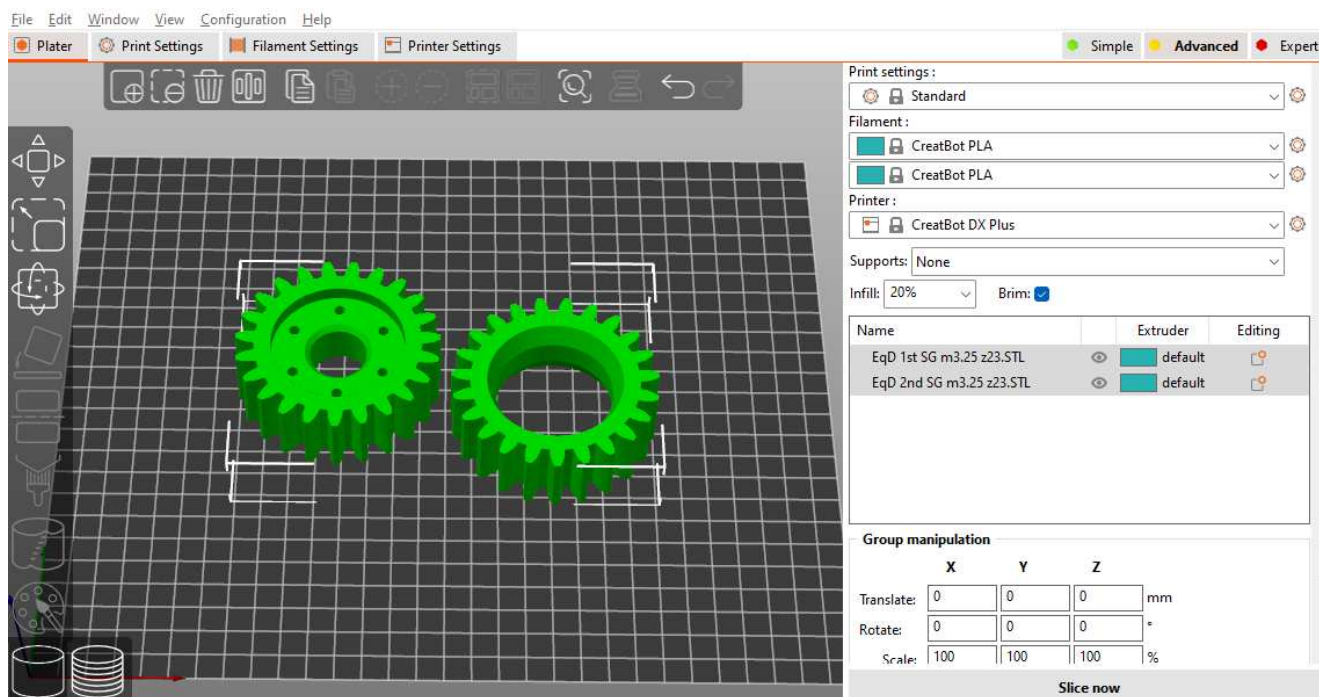 File Edit Window View Configuration Help
Plater Print Settings Filament Settings Printer Settings Simple Advanced Expert
Print settings :
Standard
Filament :
CreatBot PLA
CreatBot PLA
Printer :
CreatBot DX Plus
Supports: None
Infill: 20% Brim:
Name Extruder Editing
EqD 1st SG m3.25 z23.STL default
EqD 2nd SG m3.25 z23.STL default
Group manipulation
X Y Z
Translate: 0 0 0 mm
Rotate: 0 0 0 °
Scale: 100 100 100 %
Slice now